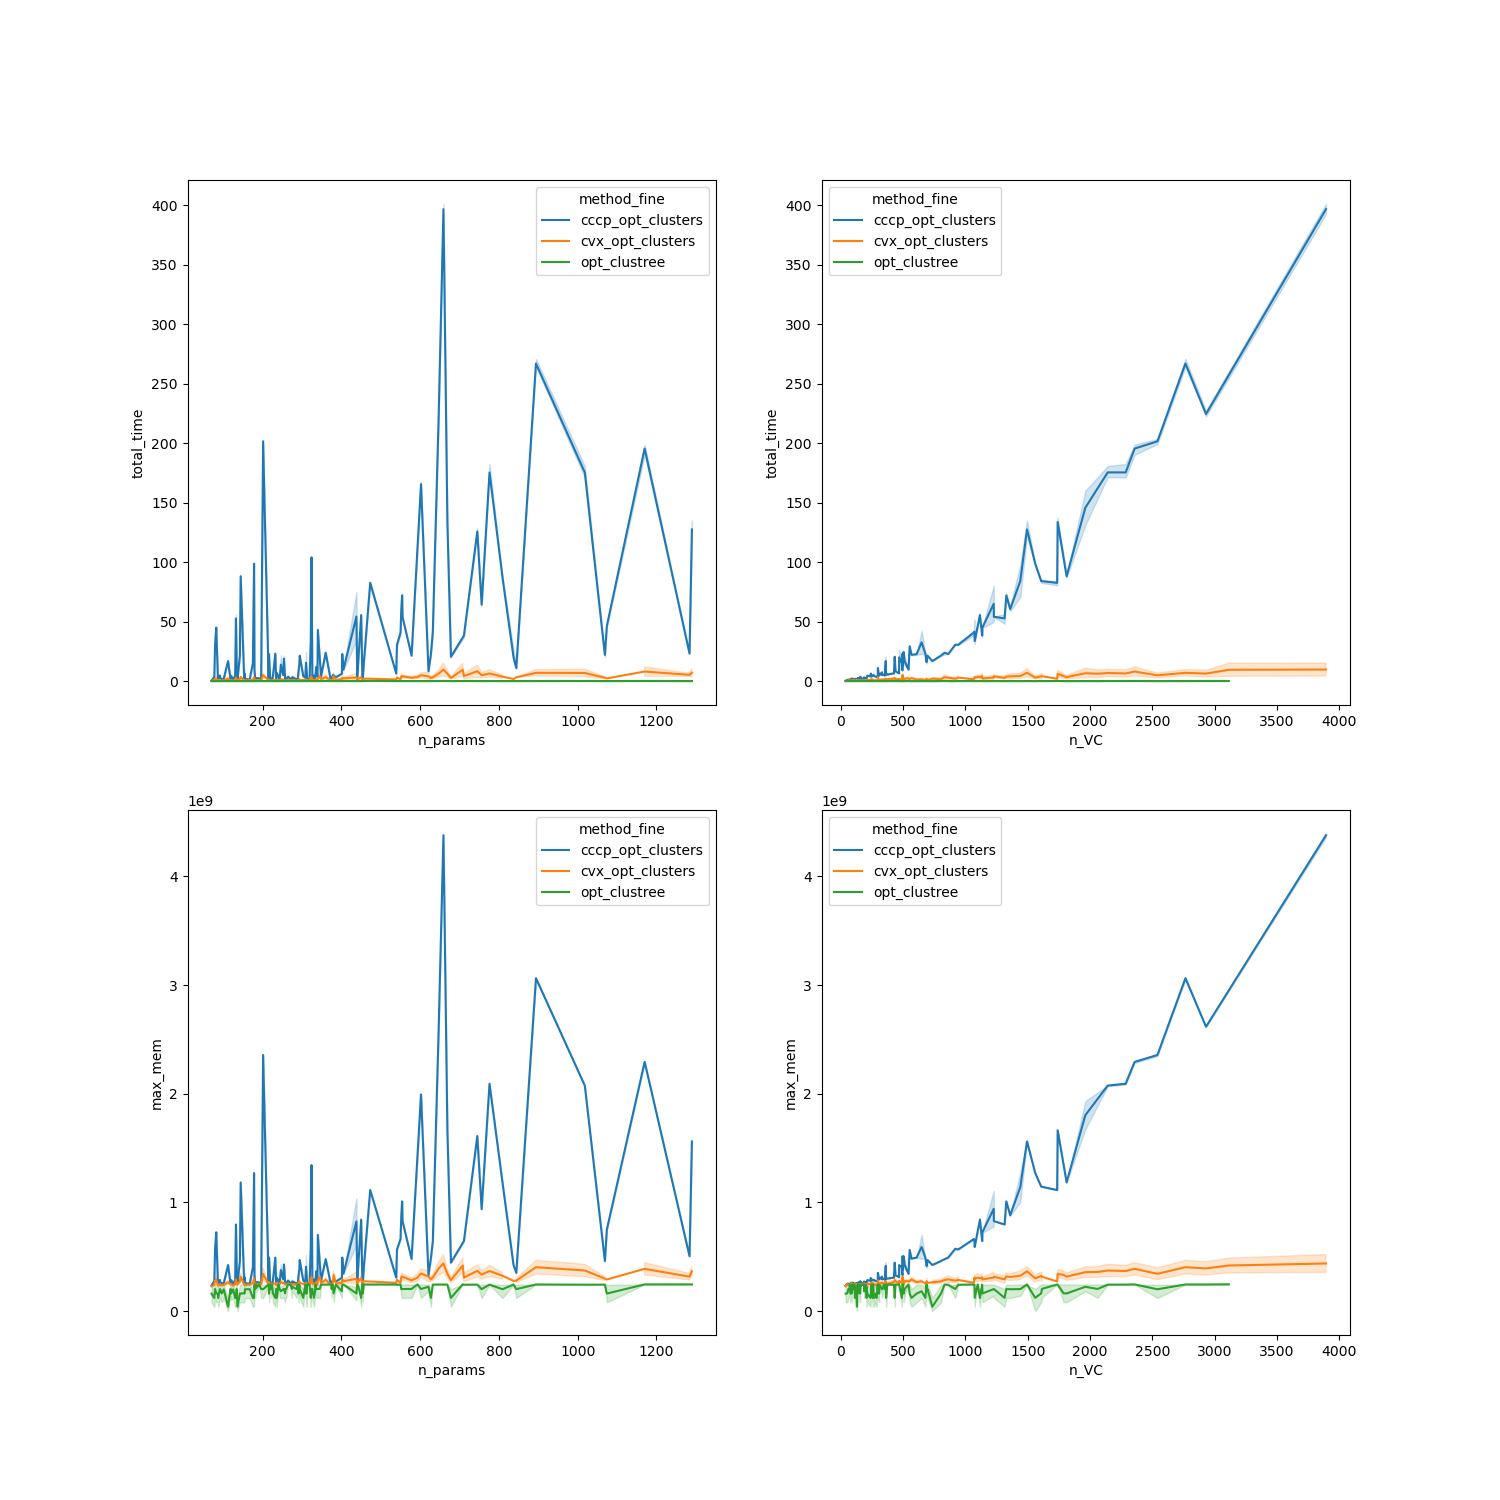 method_fine
cccp_opt_clusters
cvx_opt_clusters
opt_clustree
400
350
300
250
200
150
100
50
0
total_time
200 400 600 800 1000 1200
n_params
method_fine
cccp_opt_clusters
cvx_opt_clusters
opt_clustree
400
350
300
250
200
150
100
50
0
total_time
0 500 1000 1500 2000 2500 3000 3500 4000
n_VC
1e9
method_fine
cccp_opt_clusters
cvx_opt_clusters
opt_clustree
4
3
2
1
0
max_mem
200 400 600 800 1000 1200
n_params
1e9
method_fine
cccp_opt_clusters
cvx_opt_clusters
opt_clustree
4
3
2
1
0
max_mem
0 500 1000 1500 2000 2500 3000 3500 4000
n_VC